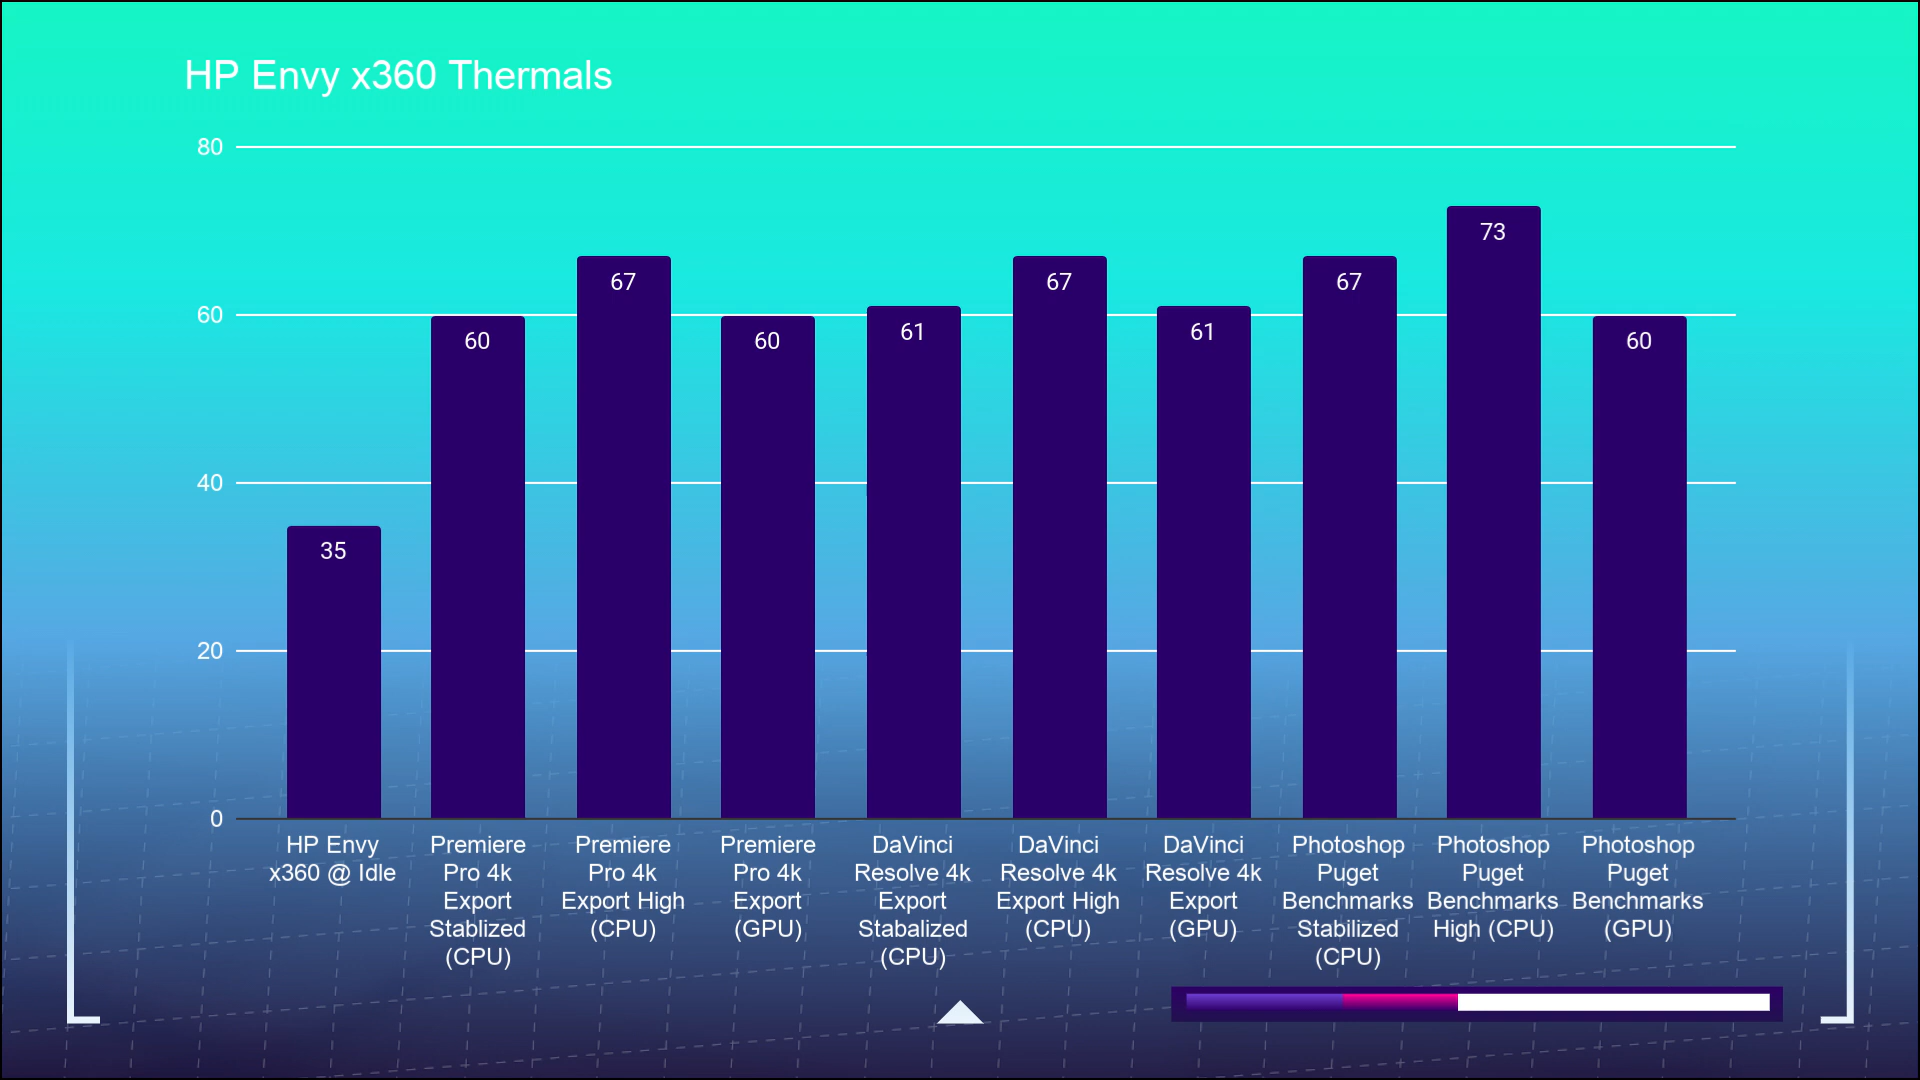 HP Envy x360 Thermals
80
60
40
20
0
35
60
67
60
61
67
61
67
73
60
HP Envy
x360 @ Idle
Premiere
Pro 4k
Export
Stablized
(CPU)
Premiere
Pro 4k
Export High
(CPU)
Premiere
Pro 4k
Export
(GPU)
DaVinci
Resolve 4k
Export
Stabalized
(CPU)
DaVinci
Resolve 4k
Export High
(CPU)
DaVinci
Resolve 4k
Export
(GPU)
Photoshop
Puget
Benchmarks
Stabilized
(CPU)
Photoshop
Puget
Benchmarks
High (CPU)
Photoshop
Puget
Benchmarks
(GPU)